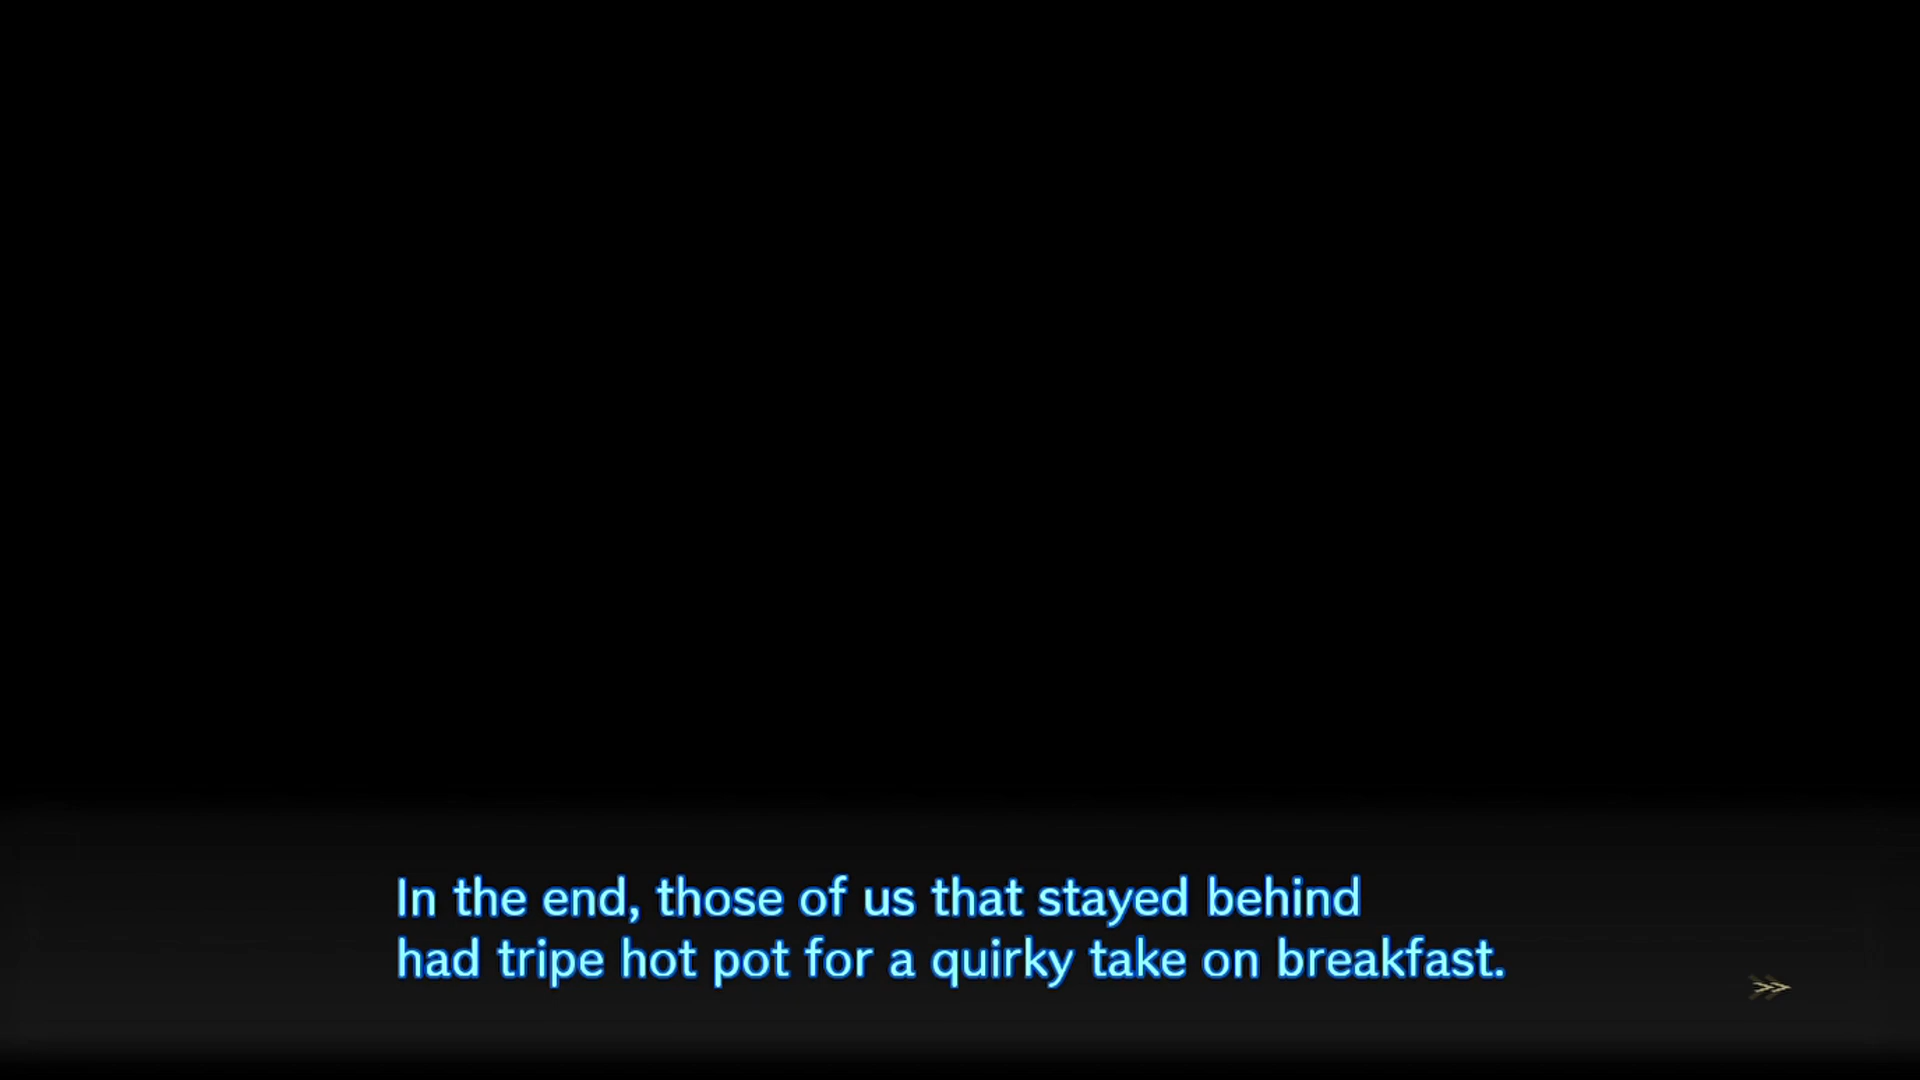 In the end, those of us that stayed behind
had tripe hot pot for a quirky take on breakfast.